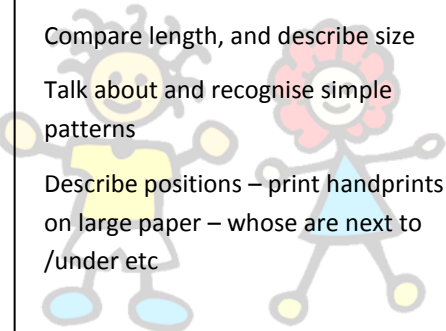 Compare length, and describe size
Talk about and recognise simple
patterns
Describe positions – print handprints
on large paper – whose are next to
/under etc